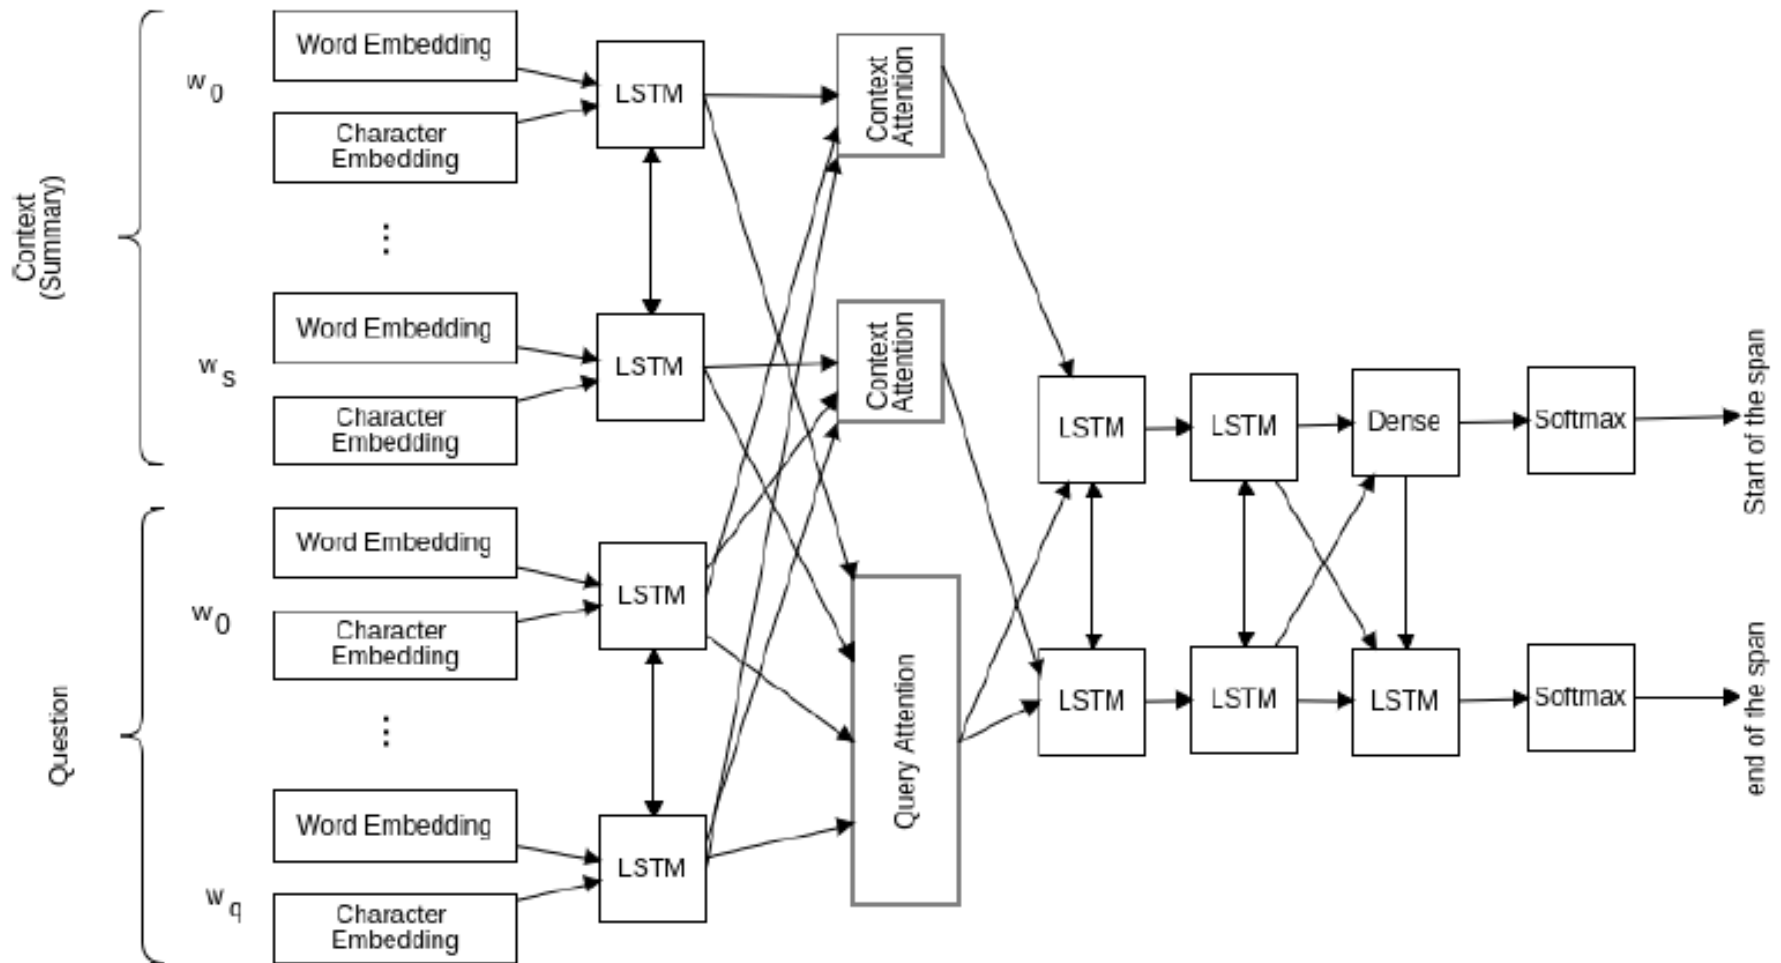 Context
(Summary)
w0
Word Embedding
Character
Embedding
LSTM
...
ws
Word Embedding
Character
Embedding
LSTM
Question
w0
Word Embedding
Character
Embedding
LSTM
...
wq
Word Embedding
Character
Embedding
LSTM
Context
Attention
Context
Attention
Query Attention
LSTM
LSTM
Dense
Softmax
Start of the span
LSTM
LSTM
LSTM
Softmax
end of the span